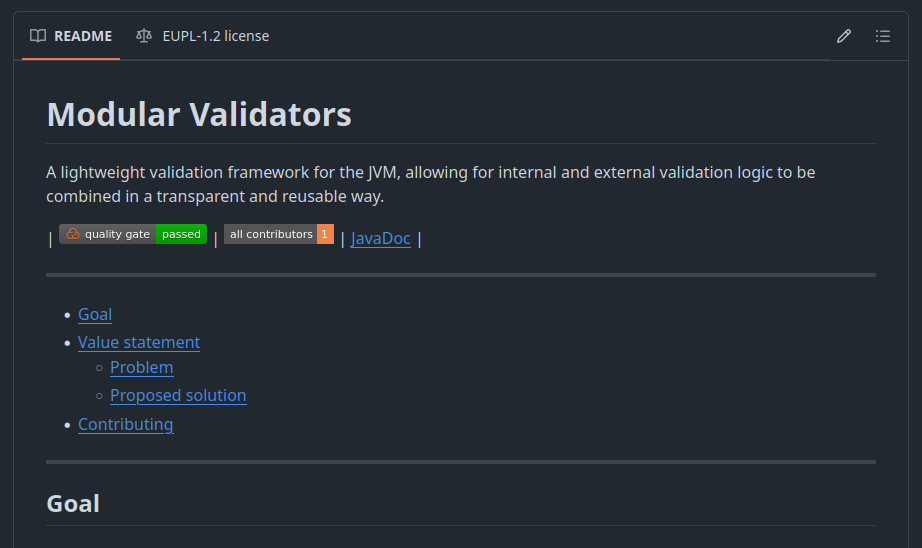 README EUPL-1.2 license
Modular Validators
A lightweight validation framework for the JVM, allowing for internal and external validation logic to be
combined in a transparent and reusable way.
| quality gate passed | all contributors 1 | JavaDoc |
• Goal
• Value statement
○ Problem
○ Proposed solution
• Contributing
Goal